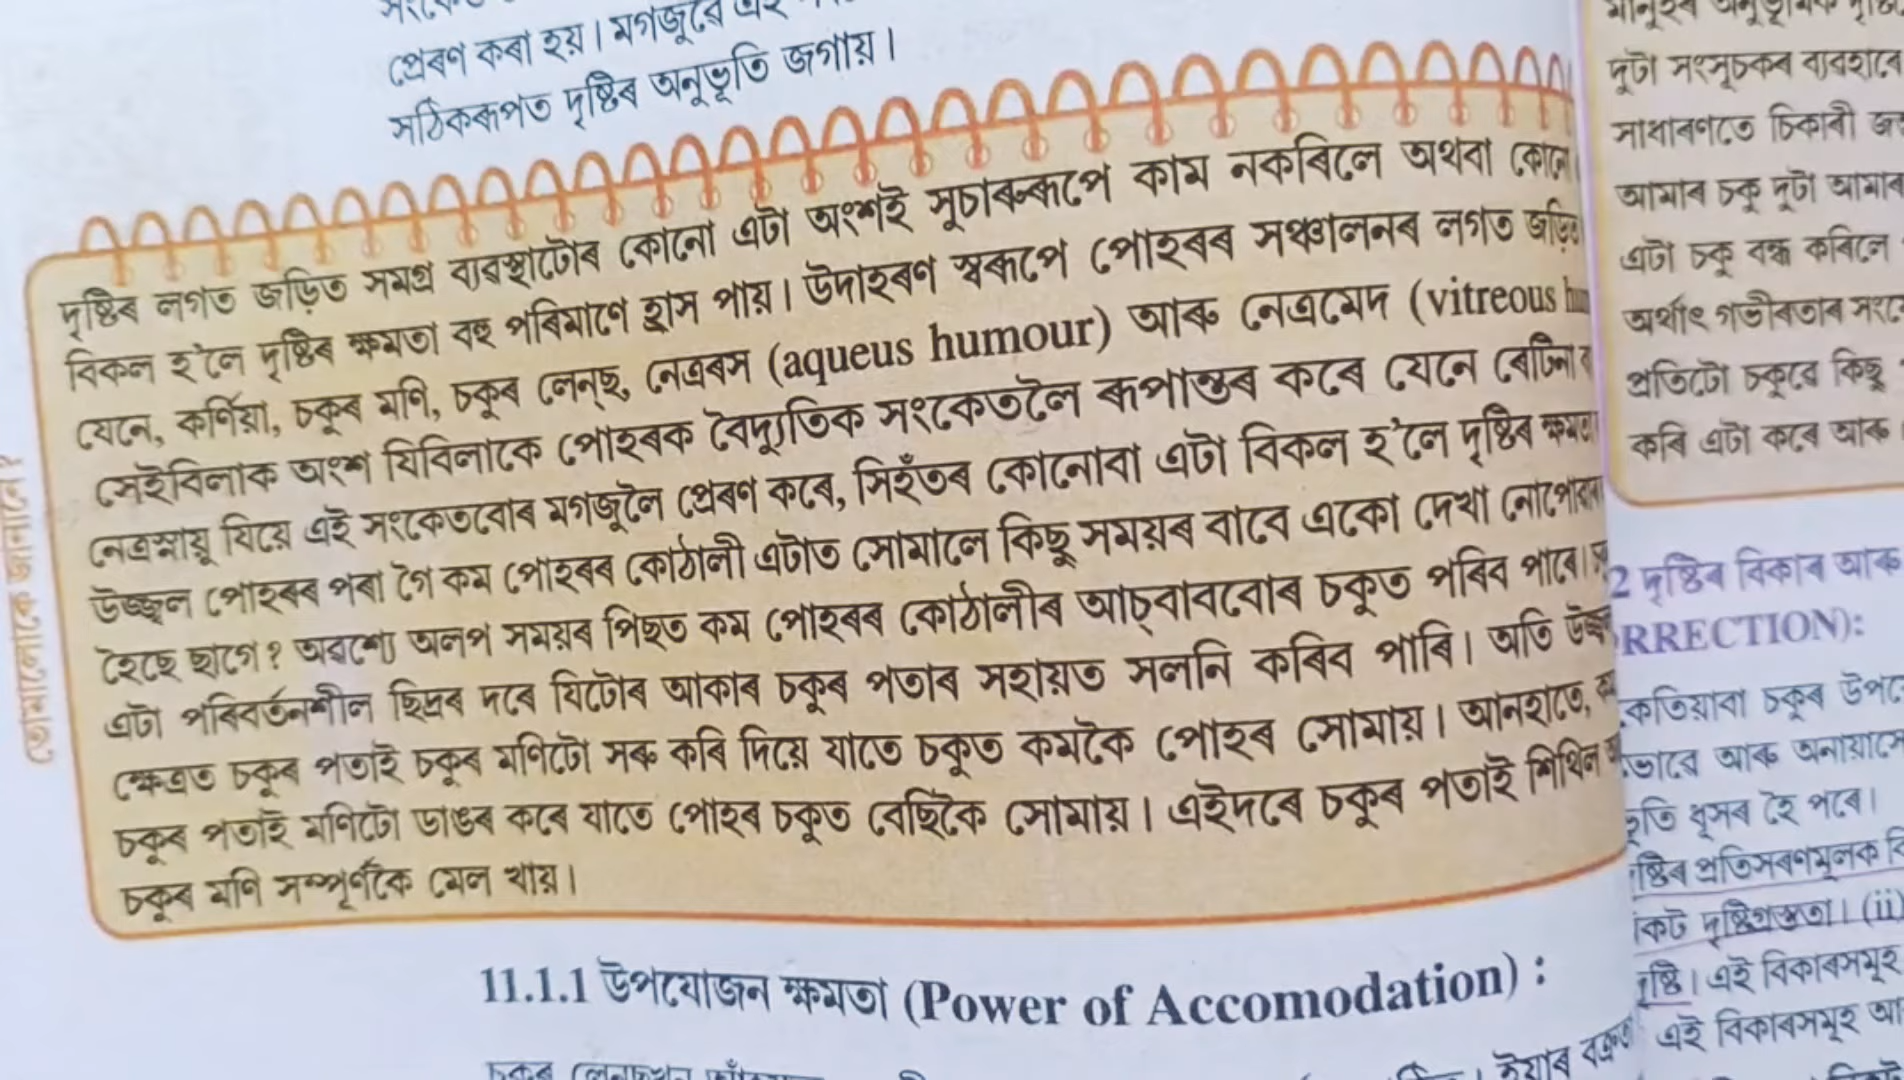 প্ৰেৰণ কৰা হয়। মগজুৱে এই
সঠিকৰূপত দৃষ্টিৰ অনুভূতি জগায়।
তোমালোকে জানানে?
দৃষ্টিৰ লগত জড়িত সমগ্ৰ ব্যৱস্থাটোৰ কোনো এটা অংশই সুচাৰুৰূপে কাম নকৰিলে অথবা কোনো
বিকল হ'লে দৃষ্টিৰ ক্ষমতা বহু পৰিমাণে হ্ৰাস পায়। উদাহৰণ স্বৰূপে পোহৰৰ সঞ্চালনৰ লগত জড়িত
যেনে, কৰ্ণিয়া, চকুৰ মণি, চকুৰ লেন্ছ, নেত্ৰৰস (aqueus humour) আৰু নেত্ৰমেদ (vitreous
সেইবিলাক অংশ যিবিলাকে পোহৰক বৈদ্যুতিক সংকেতলৈ ৰূপান্তৰ কৰে যেনে ৰেটিনা
নেত্ৰস্নায়ু যিয়ে এই সংকেতবোৰ মগজুলৈ প্ৰেৰণ কৰে, সিহঁতৰ কোনোবা এটা বিকল হ'লে দৃষ্টিৰ ক্ষমতা
উজ্জ্বল পোহৰৰ পৰা গৈ কম পোহৰৰ কোঠালী এটাত সোমালে কিছু সময়ৰ বাবে একো দেখা
হৈছে ছাগে? অৱশ্যে অলপ সময়ৰ পিছত কম পোহৰৰ কোঠালীৰ আচ্বাববোৰ চকুত পৰিব পাৰে।
এটা পৰিবৰ্তনশীল ছিদ্ৰৰ দৰে যিটোৰ আকাৰ চকুৰ পতাৰ সহায়ত সলনি কৰিব পাৰি। অতি
ক্ষেত্ৰত চকুৰ পতাই চকুৰ মণিটো সৰু কৰি দিয়ে যাতে চকুত কমকৈ পোহৰ সোমায়। আনহাতে,
চকুৰ পতাই মণিটো ডাঙৰ কৰে যাতে পোহৰ চকুত বেছিকৈ সোমায়। এইদৰে চকুৰ পতাই শিথিল
চকুৰ মণি সম্পূৰ্ণকৈ মেল খায়।
11.1.1 উপযোজন ক্ষমতা (Power of Accomodation) :
ইয়াৰ
দুটা সংসূচকৰ ব্যৱহাৰে
সাধাৰণতে চিকাৰী
আমাৰ চকু দুটা আমাৰ
এটা চকু বন্ধ কৰিলে
অৰ্থাৎ গভীৰতাৰ
প্ৰতিটো চকুৱে কিছু
কৰি এটা কৰে আৰু
2 দৃষ্টিৰ বিকাৰ আৰু
RRECTION):
কতিয়াবা চকুৰ
ভাৱে আৰু
ধূসৰ হৈ পৰে।
প্ৰতিসৰণমূলক
দৃষ্টিগ্ৰস্ততা। (ii)
এই বিকাৰসমূহ
এই বিকাৰসমূহ